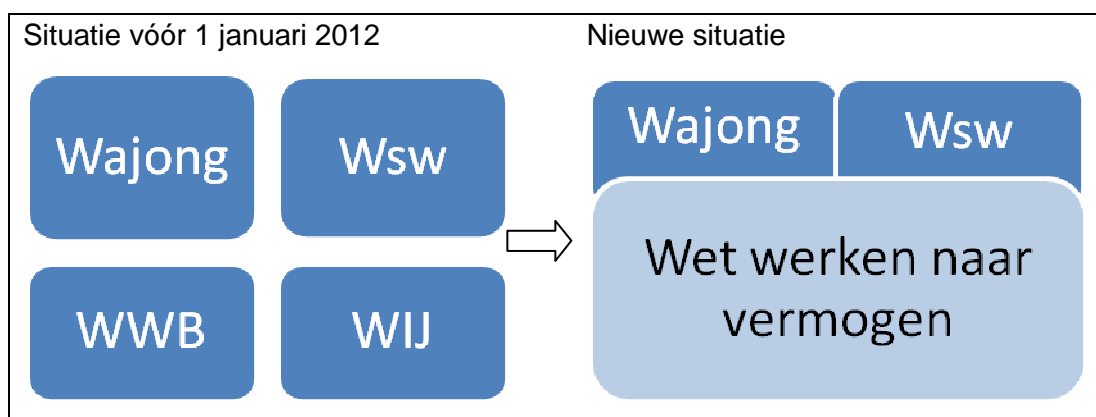 Situatie vóór 1 januari 2012
Nieuwe situatie
Wajong
Wsw
WWB
WIJ
Wajong
Wsw
Wet werken naar
vermogen